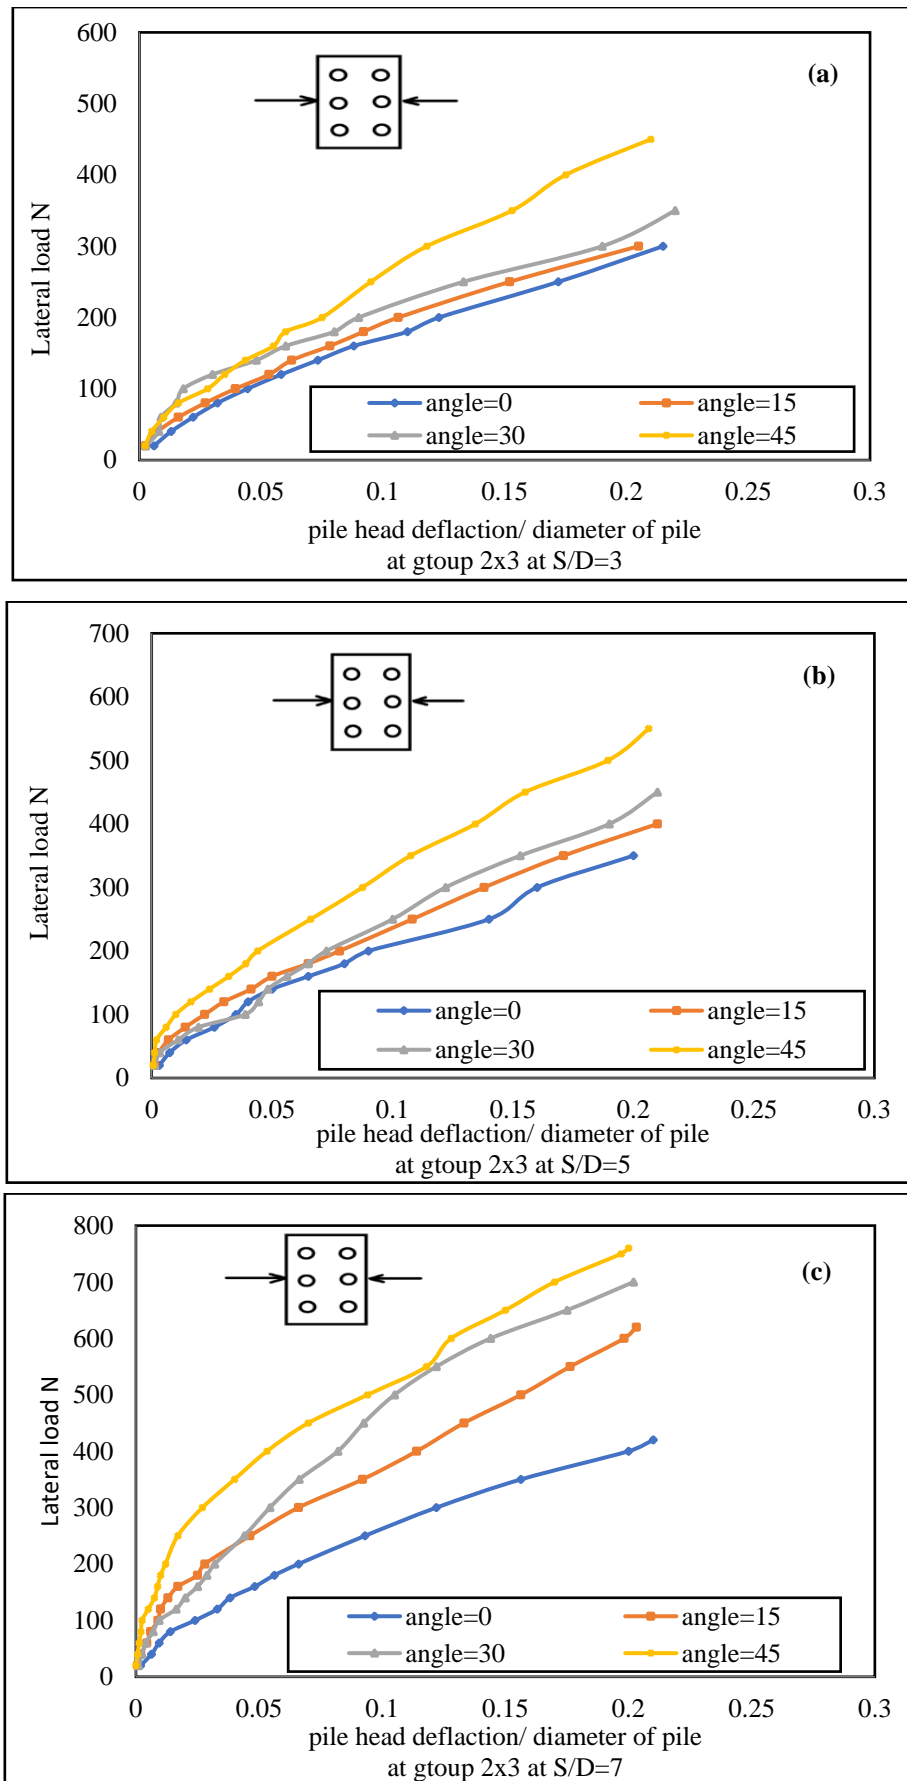 600
(a)
500
400
300
200
100
0
Lateral load N
angle=0 angle=15
angle=30 angle=45
0 0.05 0.1 0.15 0.2 0.25 0.3
pile head deflaction/ diameter of pile
at gtoup 2x3 at S/D=3
700
(b)
600
500
400
300
200
100
0
Lateral load N
angle=0 angle=15
angle=30 angle=45
0 0.05 0.1 0.15 0.2 0.25 0.3
pile head deflaction/ diameter of pile
at gtoup 2x3 at S/D=5
800
(c)
700
600
500
400
300
200
100
0
Lateral load N
angle=0 angle=15
angle=30 angle=45
0 0.05 0.1 0.15 0.2 0.25 0.3
pile head deflaction/ diameter of pile
at gtoup 2x3 at S/D=7